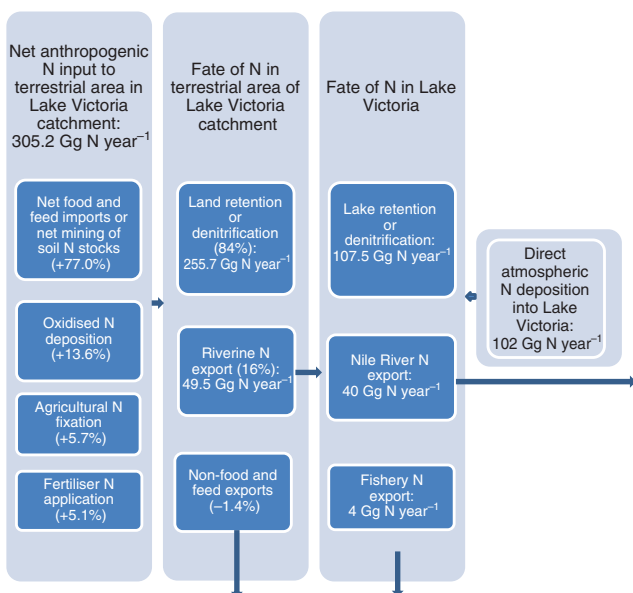 Net anthropogenic
N input to
terrestrial area in
Lake Victoria
catchment:
305.2 Gg N year⁻¹
Net food and
feed imports or
net mining of
soil N stocks
(+77.0%)
Oxidised N
deposition
(+13.6%)
Agricultural N
fixation
(+5.7%)
Fertiliser N
application
(+5.1%)
Fate of N in
terrestrial area of
Lake Victoria
catchment
Land retention
or
denitrification
(84%):
255.7 Gg N year⁻¹
Riverine N
export (16%):
49.5 Gg N year⁻¹
Non-food and
feed exports
(–1.4%)
Fate of N in Lake
Victoria
Lake retention
or
denitrification:
107.5 Gg N year⁻¹
Nile River N
export:
40 Gg N year⁻¹
Fishery N
export:
4 Gg N year⁻¹
Direct
atmospheric
N deposition
into Lake
Victoria:
102 Gg N year⁻¹